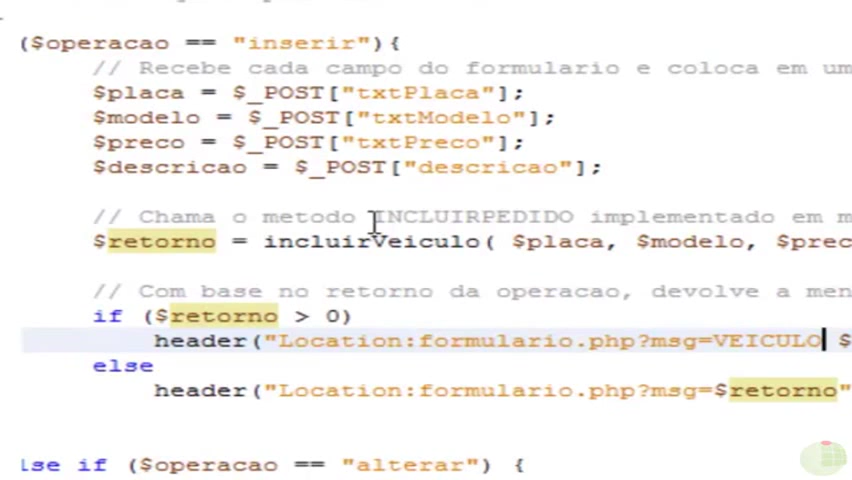 ($operacao == "inserir"){
// Recebe cada campo do formulario e coloca em um
$placa = $_POST["txtPlaca"];
$modelo = $_POST["txtModelo"];
$preco = $_POST["txtPreco"];
$descricao = $_POST["descricao"];
// Chama o metodo INCLUIRPEDIDO implementado em m
$retorno = incluirVeiculo( $placa, $modelo, $prec
// Com base no retorno da operacao, devolve a men
if ($retorno > 0)
header("Location:formulario.php?msg=VEICULO $
else
header("Location:formulario.php?msg=$retorno"
lse if ($operacao == "alterar") {